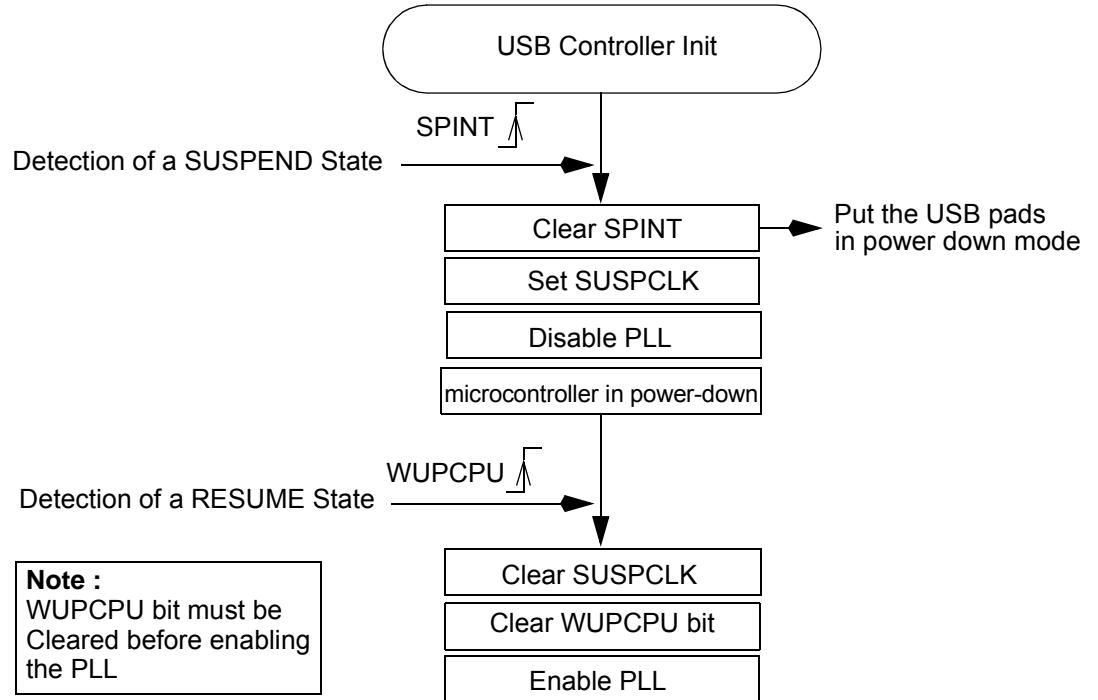 USB Controller Init
SPINT
Detection of a SUSPEND State
Clear SPINT
Put the USB pads
in power down mode
Set SUSPCLK
Disable PLL
microcontroller in power-down
WUPCPU
Detection of a RESUME State
Clear SUSPCLK
Note :
WUPCPU bit must be
Cleared before enabling
the PLL
Clear WUPCPU bit
Enable PLL